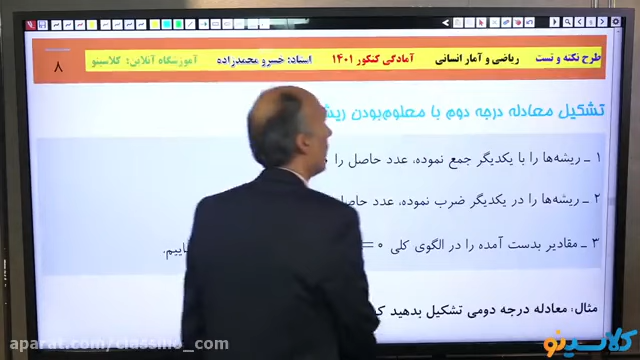 طرح نکته و تست ریاضی و آمار انسانی آمادگی کنکور ۱۴۰۱ استاد: خسرو محمدزاده آموزشگاه آنلاین: کلاسینو ۸
تشکیل معادله درجه دوم با معلوم‌بودن
۱ ـ ریشه‌ها را با یکدیگر جمع نموده، عدد حاصل را
۲ ـ ریشه‌ها را در یکدیگر ضرب نموده، عدد حاصل
۳ ـ مقادیر بدست آمده را در الگوی کلی = ۰
مثال: معادله درجه دومی تشکیل بدهید
aparat.com/classino_com
کلاسینو